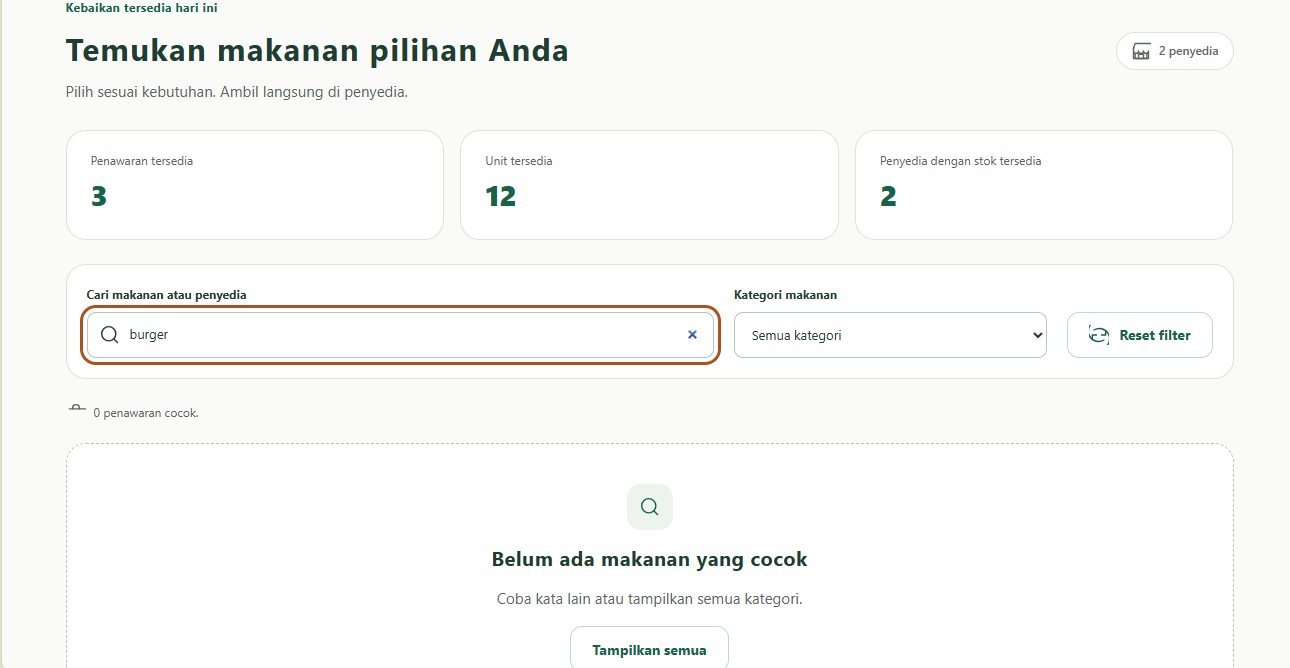 Kebaikan tersedia hari ini
Temukan makanan pilihan Anda
2 penyedia
Pilih sesuai kebutuhan. Ambil langsung di penyedia.
Penawaran tersedia
3
Unit tersedia
12
Penyedia dengan stok tersedia
2
Cari makanan atau penyedia
burger
Kategori makanan
Semua kategori
Reset filter
0 penawaran cocok.
Belum ada makanan yang cocok
Coba kata lain atau tampilkan semua kategori.
Tampilkan semua